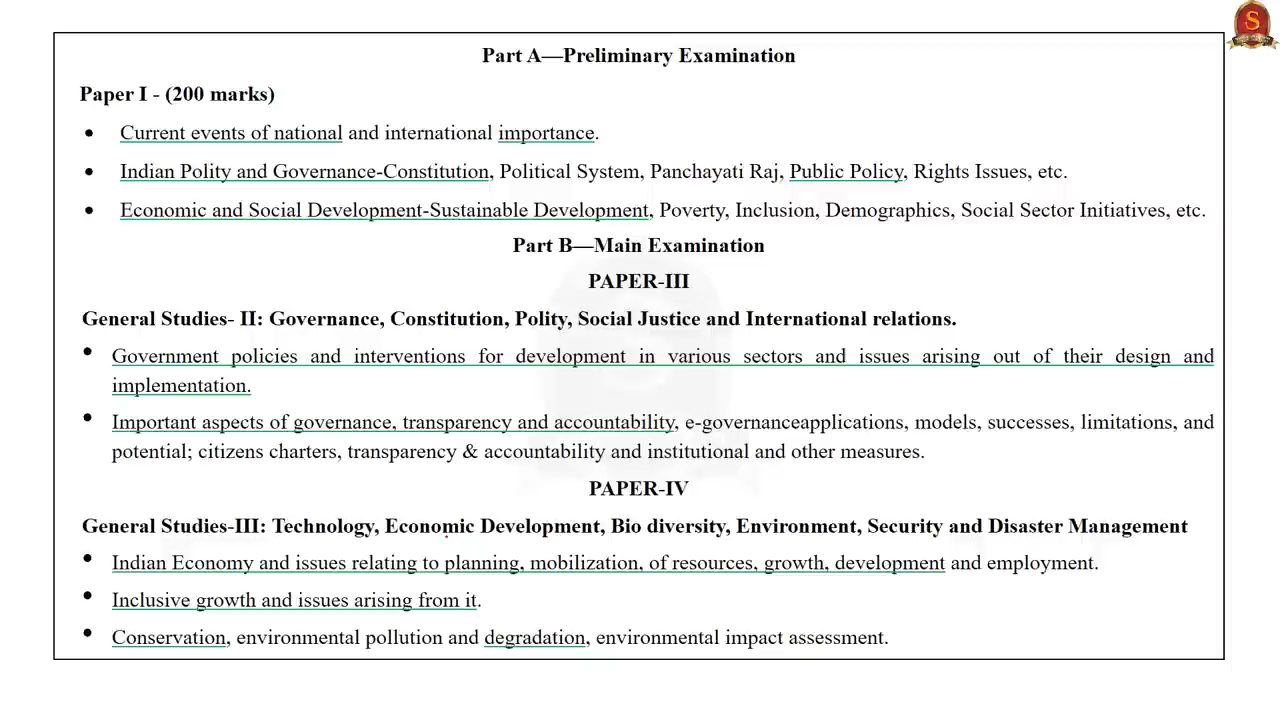 S
Part A—Preliminary Examination
Paper I - (200 marks)
• Current events of national and international importance.
• Indian Polity and Governance-Constitution, Political System, Panchayati Raj, Public Policy, Rights Issues, etc.
• Economic and Social Development-Sustainable Development, Poverty, Inclusion, Demographics, Social Sector Initiatives, etc.
Part B—Main Examination
PAPER-III
General Studies- II: Governance, Constitution, Polity, Social Justice and International relations.
• Government policies and interventions for development in various sectors and issues arising out of their design and
implementation.
• Important aspects of governance, transparency and accountability, e-governanceapplications, models, successes, limitations, and
potential; citizens charters, transparency & accountability and institutional and other measures.
PAPER-IV
General Studies-III: Technology, Economic Development, Bio diversity, Environment, Security and Disaster Management
• Indian Economy and issues relating to planning, mobilization, of resources, growth, development and employment.
• Inclusive growth and issues arising from it.
• Conservation, environmental pollution and degradation, environmental impact assessment.